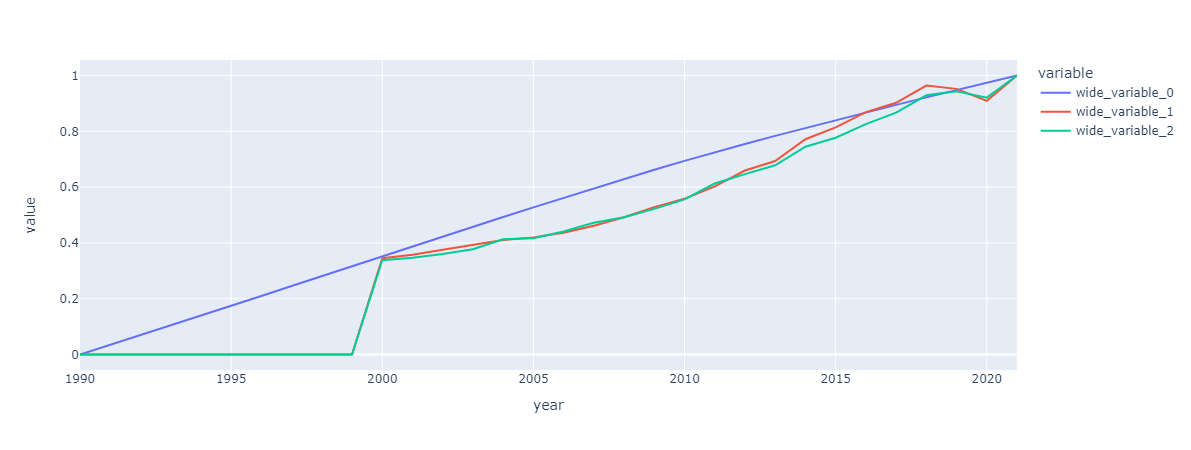 variable
wide_variable_0
wide_variable_1
wide_variable_2
value
1
0.8
0.6
0.4
0.2
0
1990 1995 2000 2005 2010 2015 2020
year